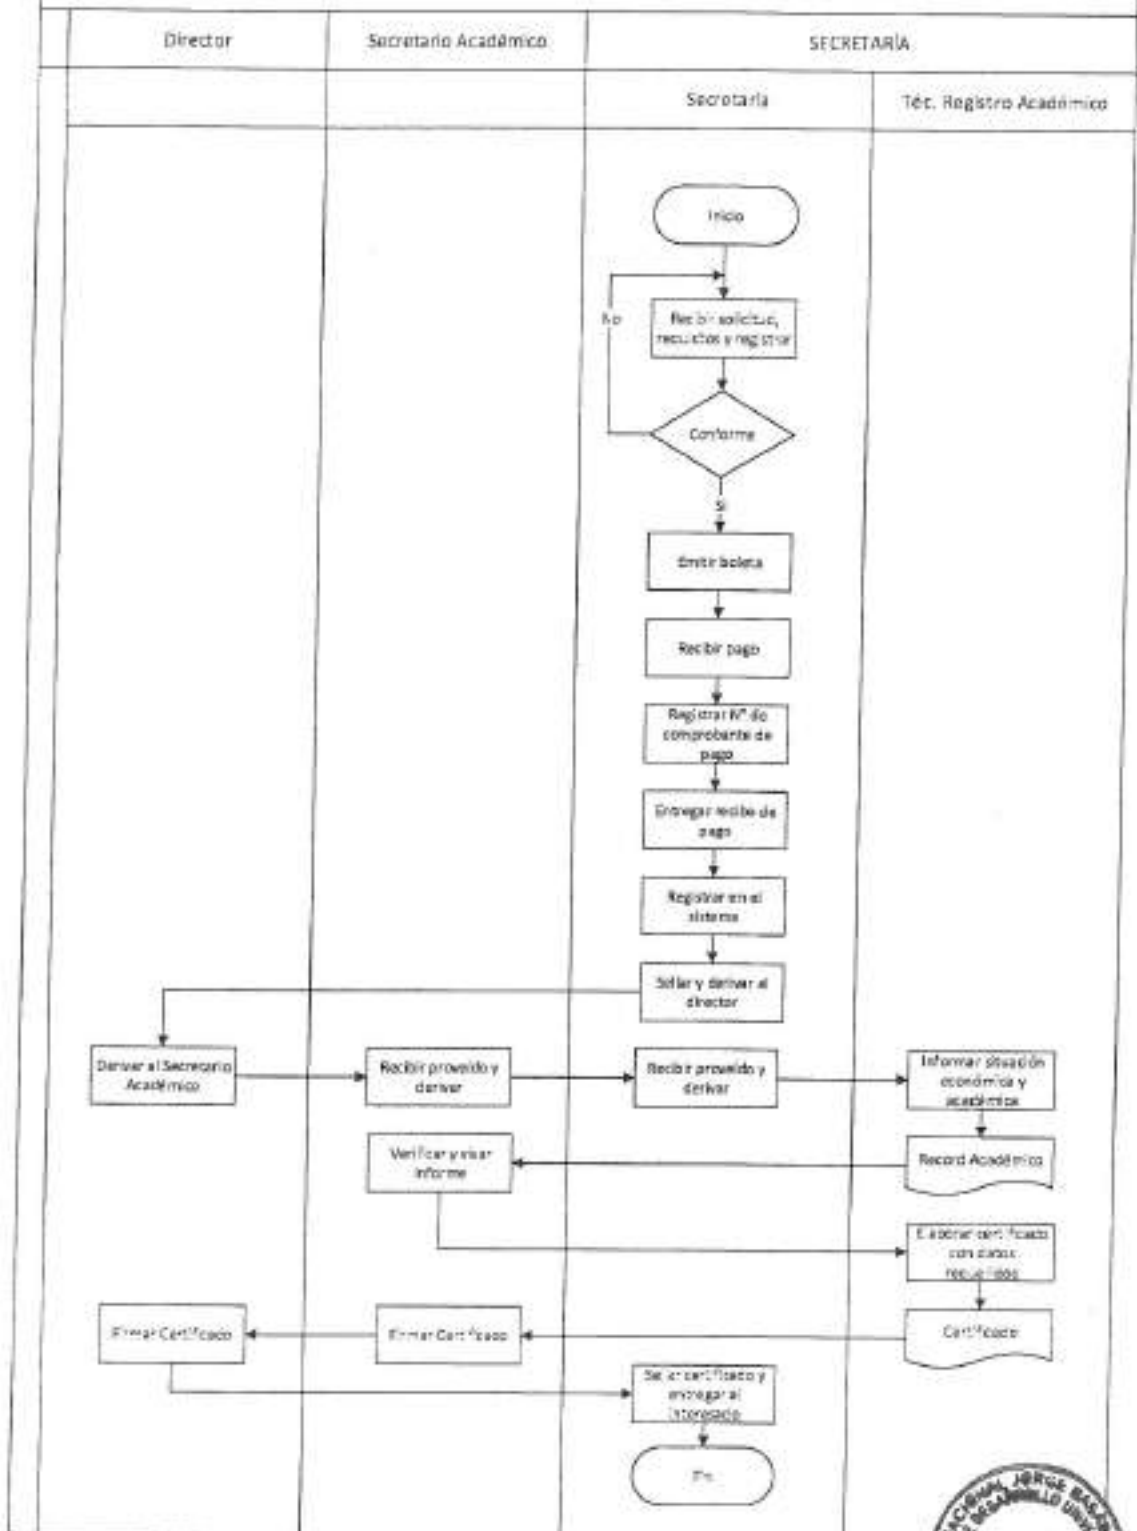 Director
Secretario Académico
SECRETARÍA
Secretaría
Téc. Registro Académico
Inicio
No
Recibir solicitud,
requisitos y registrar
Conforme
Si
Emitir boleta
Recibir pago
Registrar N° de
comprobante de
pago
Entregar recibo de
pago
Registrar en el
sistema
Sellar y derivar al
director
Derivar al Secretario
Académico
Recibir proveído y
derivar
Recibir proveído y
derivar
Informar situación
económica y
académica
Verificar y visar
informe
Record Académico
Elaborar certificado
con datos
requeridos
Firmar Certificado
Firmar Certificado
Certificado
Sellar certificado y
entregar al
interesado
Fin
JORGE